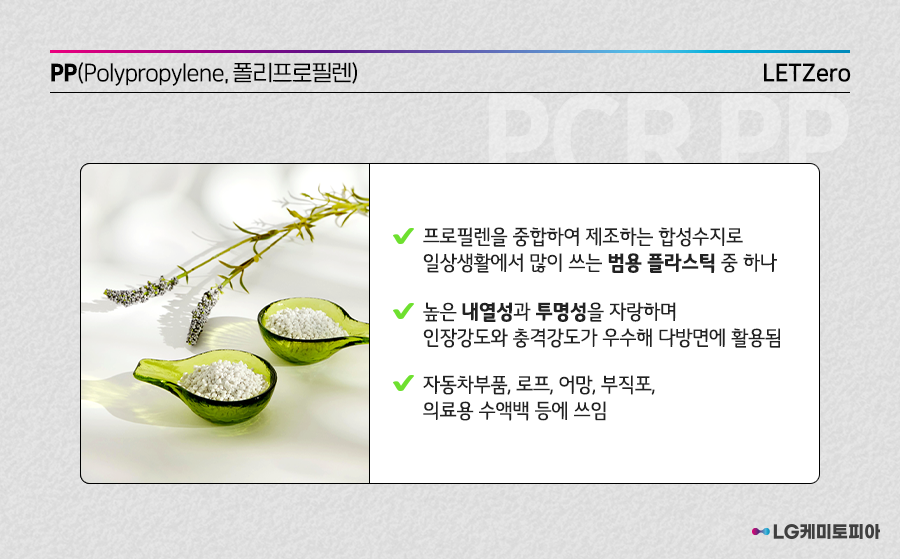 PP(Polypropylene, 폴리프로필렌)
LETZero
PCR PP
프로필렌을 중합하여 제조하는 합성수지로
일상생활에서 많이 쓰는 범용 플라스틱 중 하나
높은 내열성과 투명성을 자랑하며
인장강도와 충격강도가 우수해 다방면에 활용됨
자동차부품, 로프, 어망, 부직포,
의료용 수액백 등에 쓰임
LG케미토피아